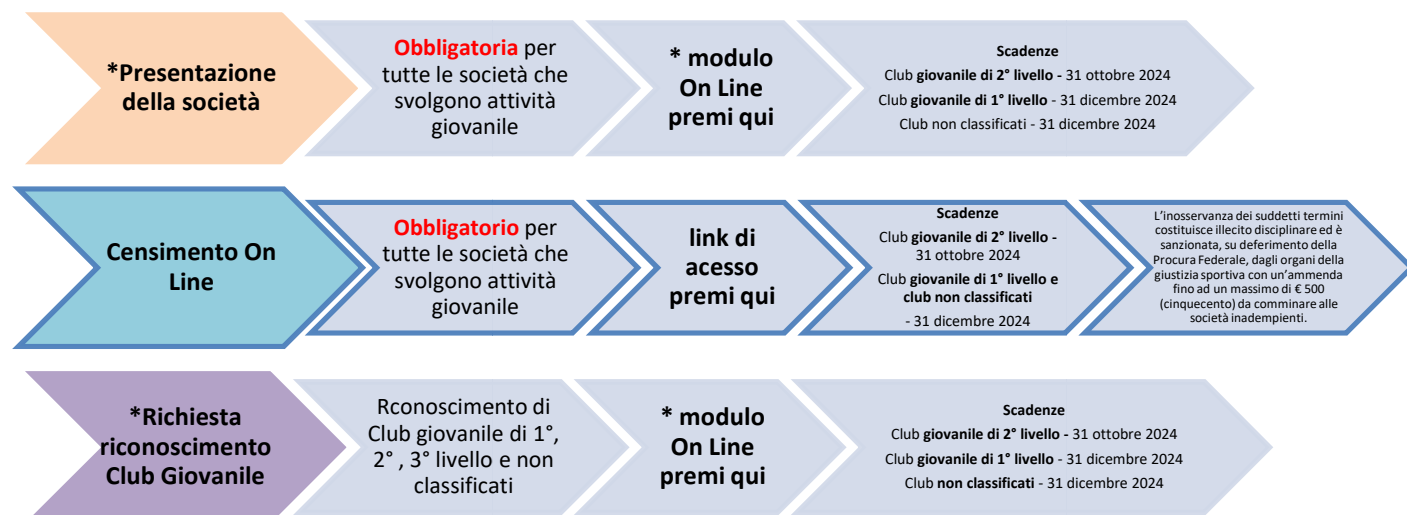 *Presentazione
della società
Obbligatoria per
tutte le società che
svolgono attività
giovanile
* modulo
On Line
premi qui
Scadenze
Club giovanile di 2° livello - 31 ottobre 2024
Club giovanile di 1° livello - 31 dicembre 2024
Club non classificati - 31 dicembre 2024
Censimento On
Line
Obbligatorio per
tutte le società che
svolgono attività
giovanile
link di
acesso
premi qui
Scadenze
Club giovanile di 2° livello -
31 ottobre 2024
Club giovanile di 1° livello e
club non classificati
- 31 dicembre 2024
L’inosservanza dei suddetti termini
costituisce illecito disciplinare ed è
sanzionata, su deferimento della
Procura Federale, dagli organi della
giustizia sportiva con un’ammenda
fino ad un massimo di € 500
(cinquecento) da comminare alle
società inadempienti.
*Richiesta
riconoscimento
Club Giovanile
Rconoscimento di
Club giovanile di 1°,
2° , 3° livello e non
classificati
* modulo
On Line
premi qui
Scadenze
Club giovanile di 2° livello - 31 ottobre 2024
Club giovanile di 1° livello - 31 dicembre 2024
Club non classificati - 31 dicembre 2024